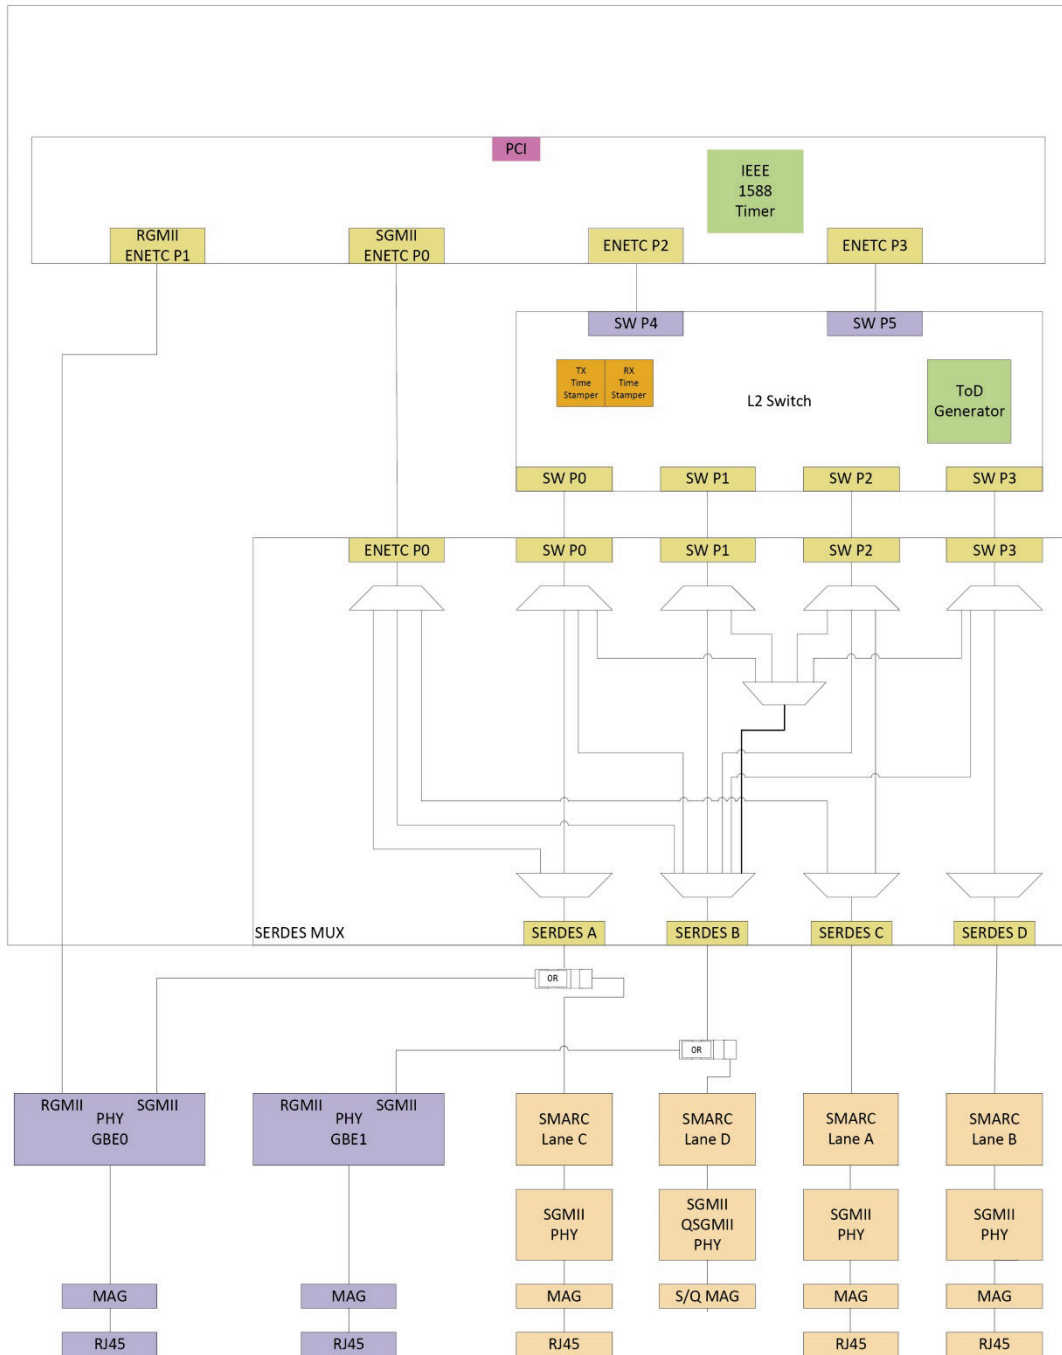 PCI
IEEE
1588
Timer
RGMII
ENETC P1
SGMII
ENETC P0
ENETC P2
ENETC P3
SW P4
SW P5
TX
Time
Stamper
RX
Time
Stamper
L2 Switch
ToD
Generator
SW P0
SW P1
SW P2
SW P3
ENETC P0
SW P0
SW P1
SW P2
SW P3
SERDES MUX
SERDES A
SERDES B
SERDES C
SERDES D
OR
OR
RGMII
SGMII
PHY
GBE0
RGMII
SGMII
PHY
GBE1
SMARC
Lane C
SMARC
Lane D
SMARC
Lane A
SMARC
Lane B
SGMII
PHY
SGMII
QSGMII
PHY
SGMII
PHY
SGMII
PHY
MAG
MAG
MAG
S/Q MAG
MAG
MAG
RJ45
RJ45
RJ45
RJ45
RJ45